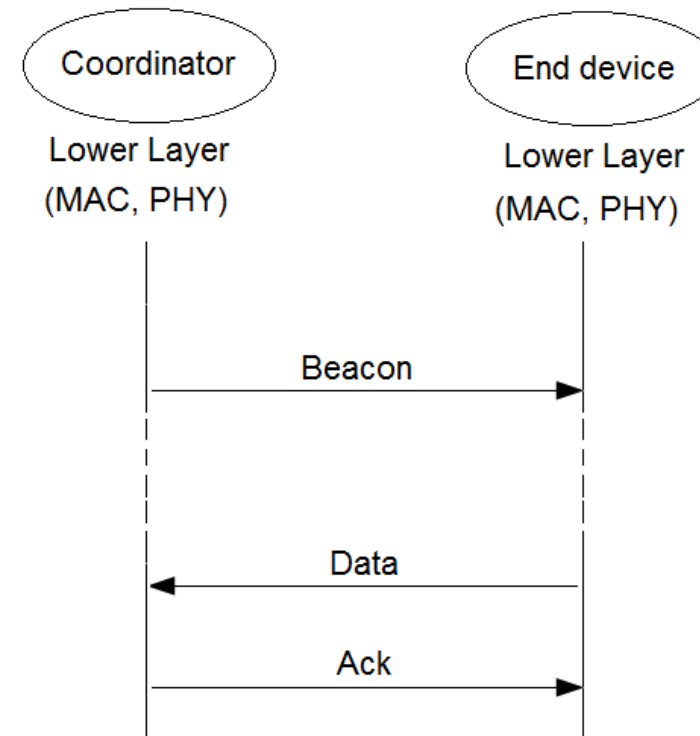 Coordinator
End device
Lower Layer
(MAC, PHY)
Lower Layer
(MAC, PHY)
Beacon
Data
Ack